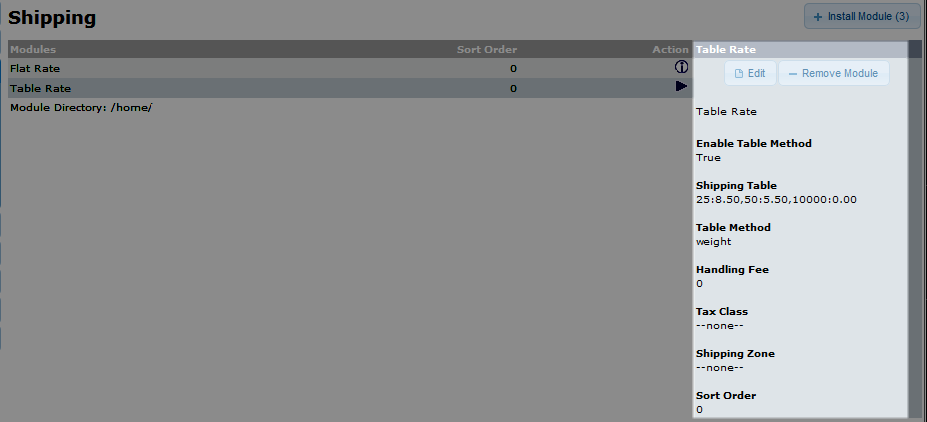 Shipping
+ Install Module (3)
Modules Sort Order Action
Flat Rate 0
Table Rate 0
Module Directory: /home/
Table Rate
Edit
Remove Module
Table Rate
Enable Table Method
True
Shipping Table
25:8.50,50:5.50,10000:0.00
Table Method
weight
Handling Fee
0
Tax Class
--none--
Shipping Zone
--none--
Sort Order
0